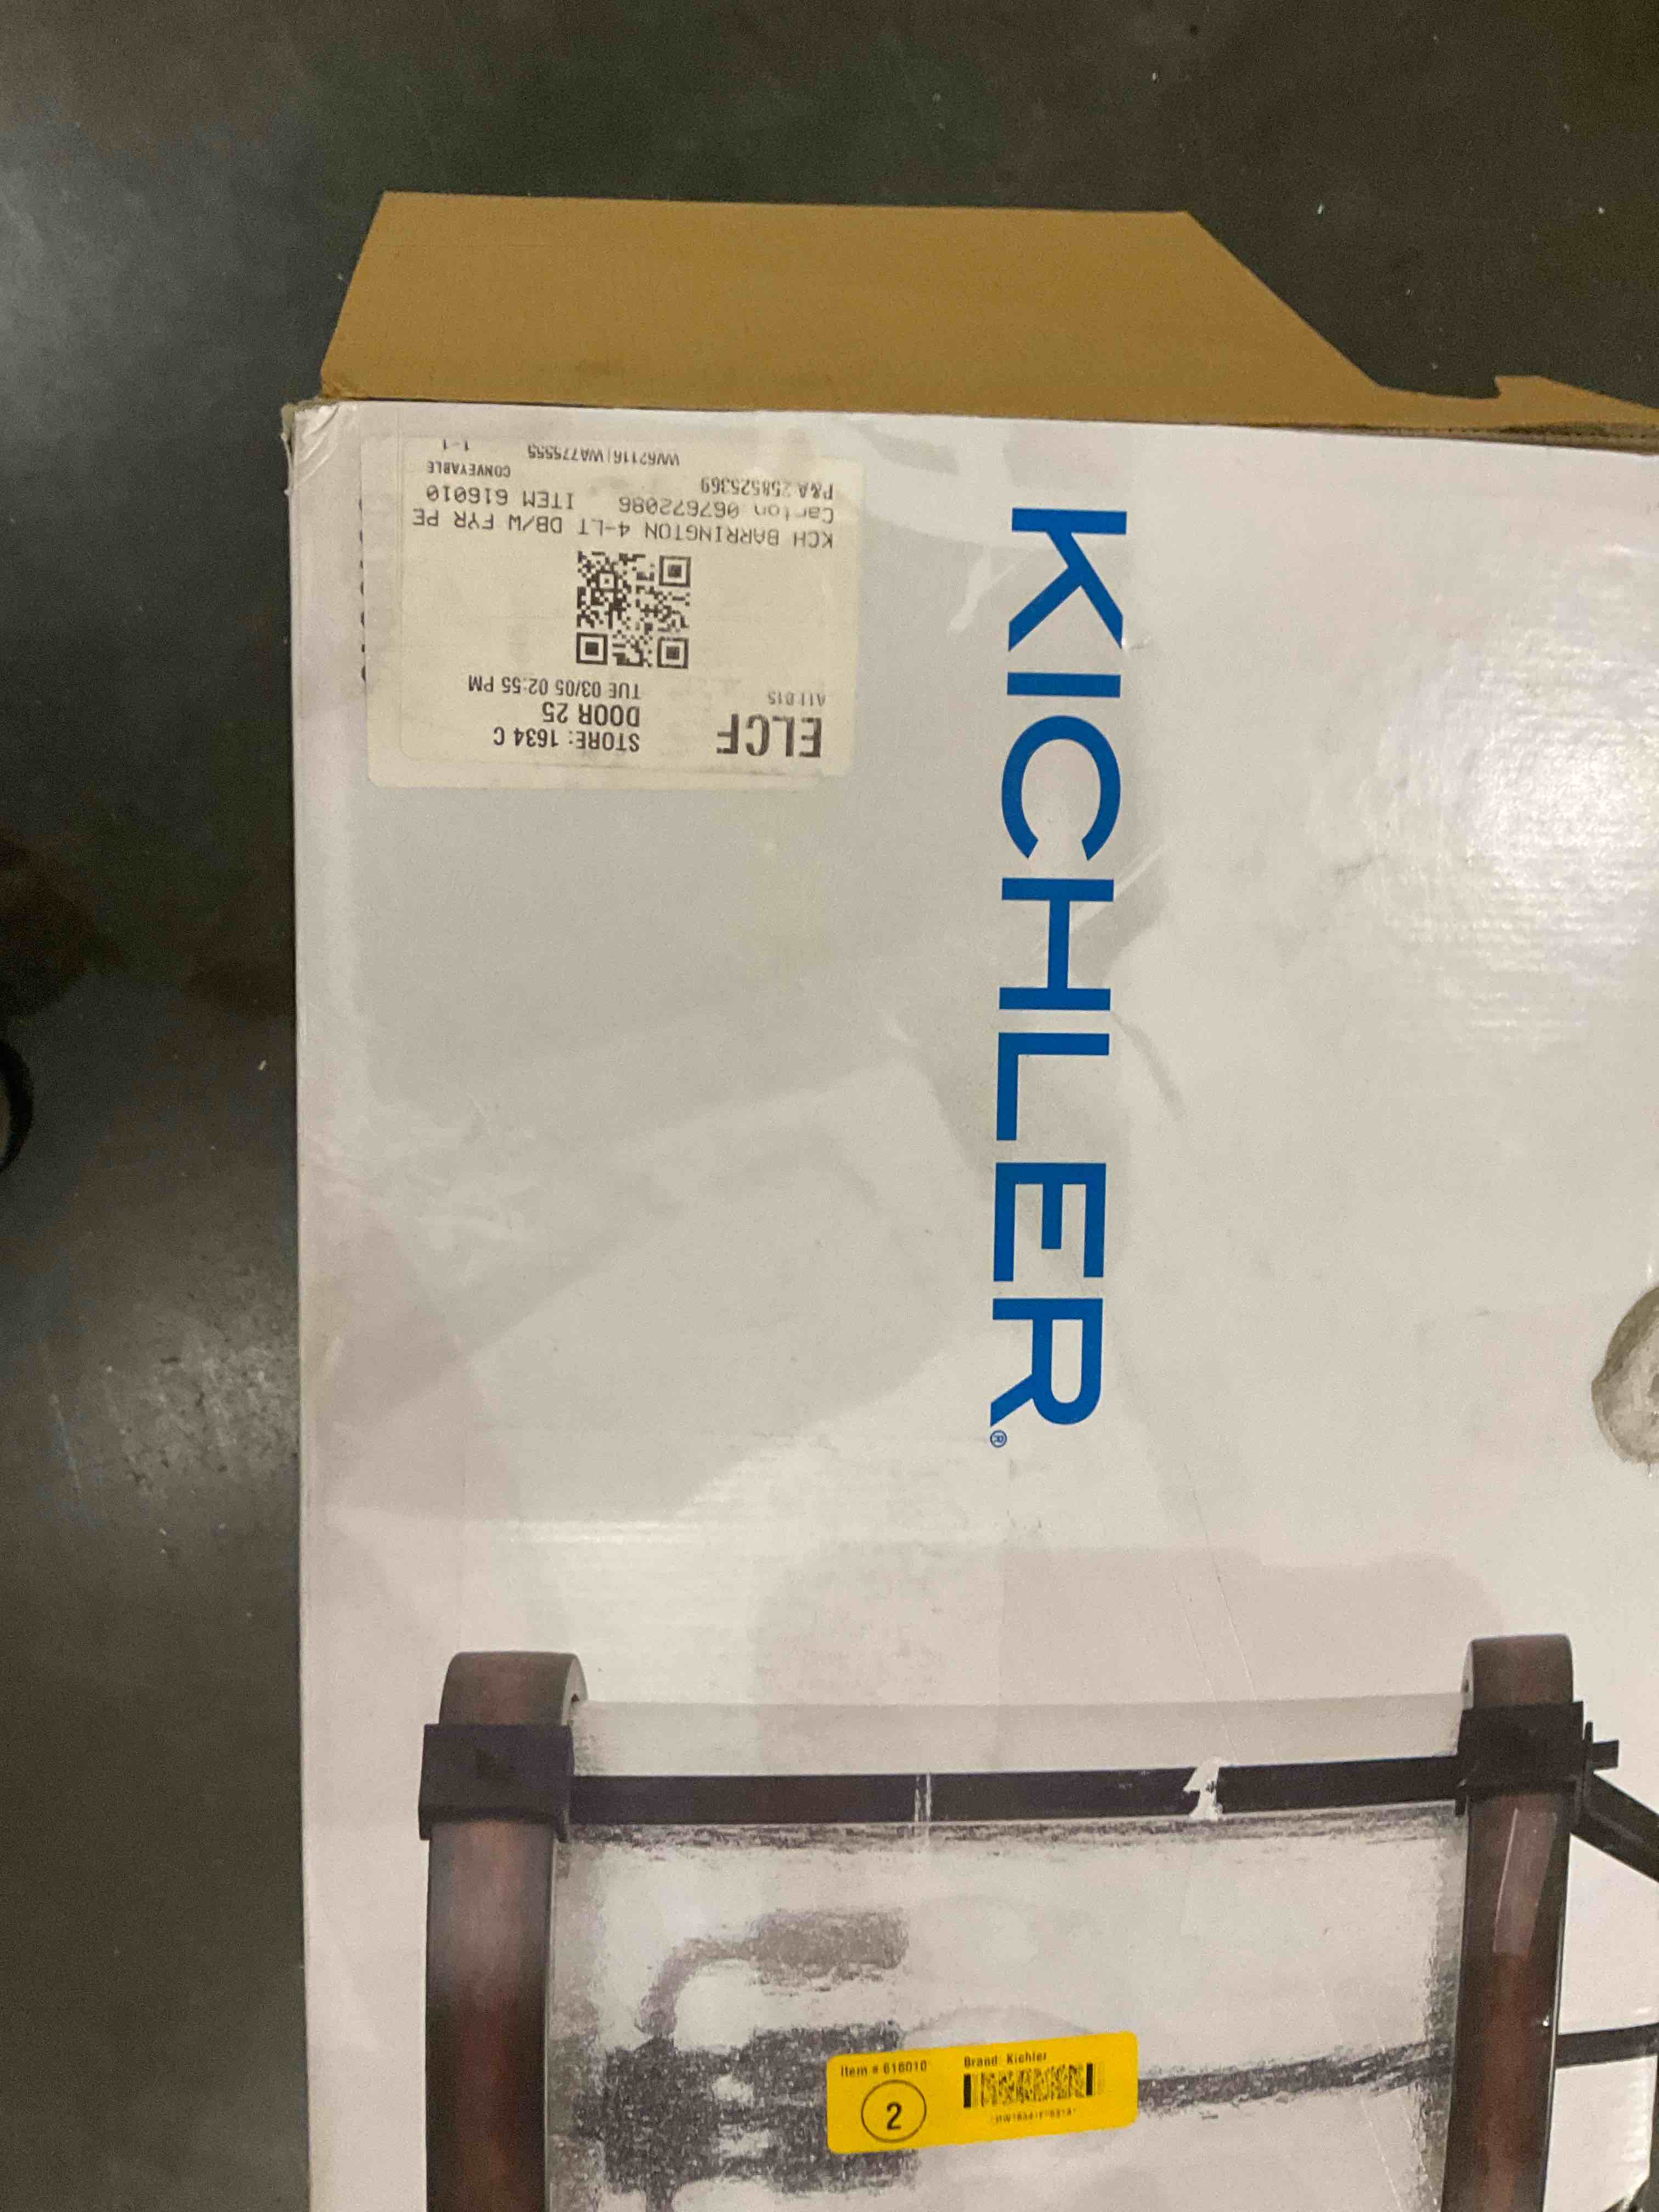 ELCF
A11 B15
STORE: 1634 C
DOOR 25
TUE 03/05 02:55 PM
KCH BARRINGTON 4-LT DB/W FYR PE
Carton 067672086 ITEM 616010
P&A 258525369 CONVEYABLE
WV62116|WA775555 1-1
KICHLER®
Item # 616010 Brand: Kichler
2